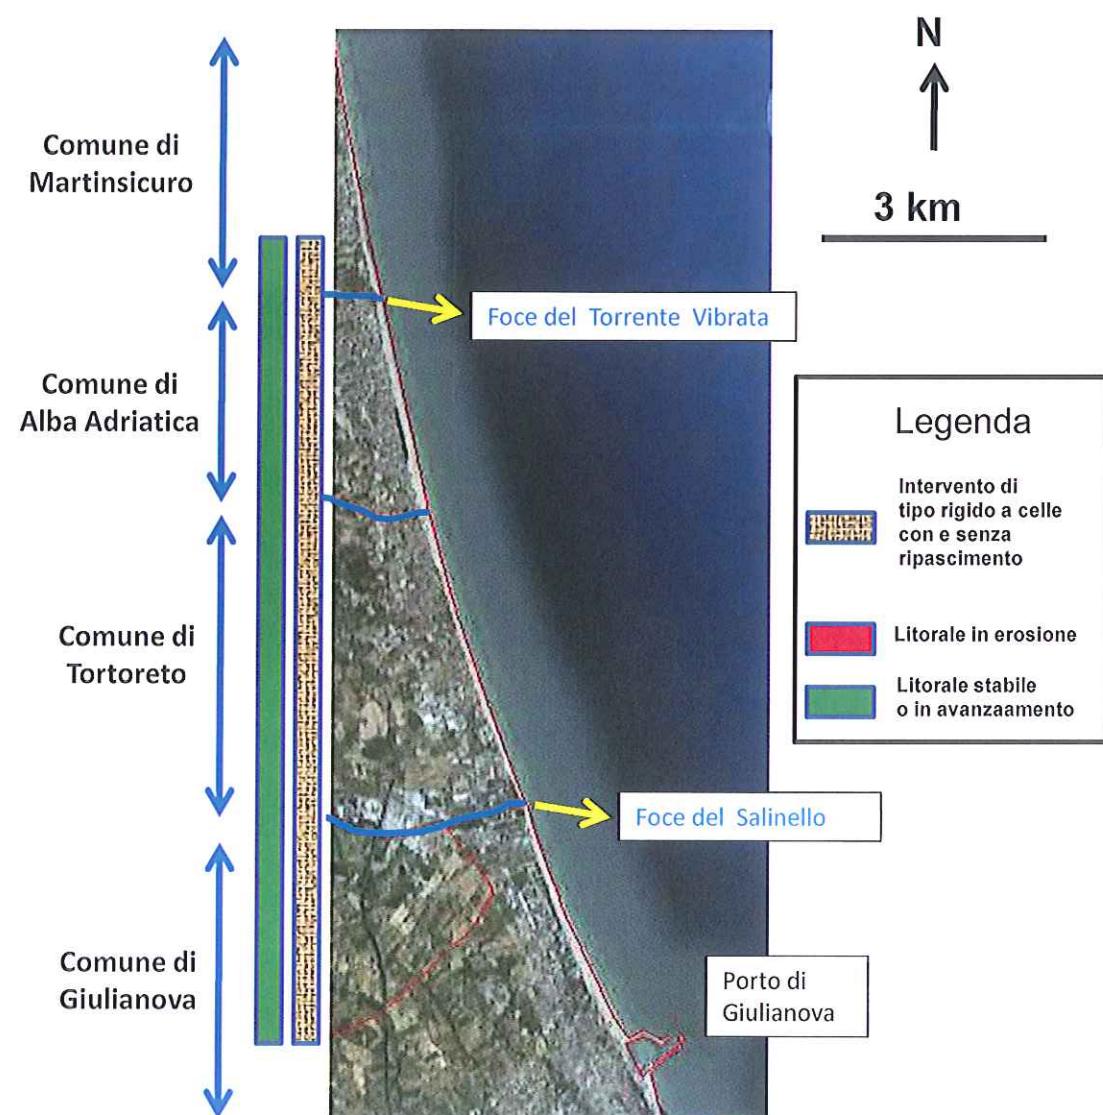 N
3 km
Comune di
Martinsicuro
Foce del Torrente Vibrata
Comune di
Alba Adriatica
Legenda
Intervento di
tipo rigido a celle
con e senza
ripascimento
Litorale in erosione
Litorale stabile
o in avanzaamento
Comune di
Tortoreto
Foce del Salinello
Comune di
Giulianova
Porto di
Giulianova